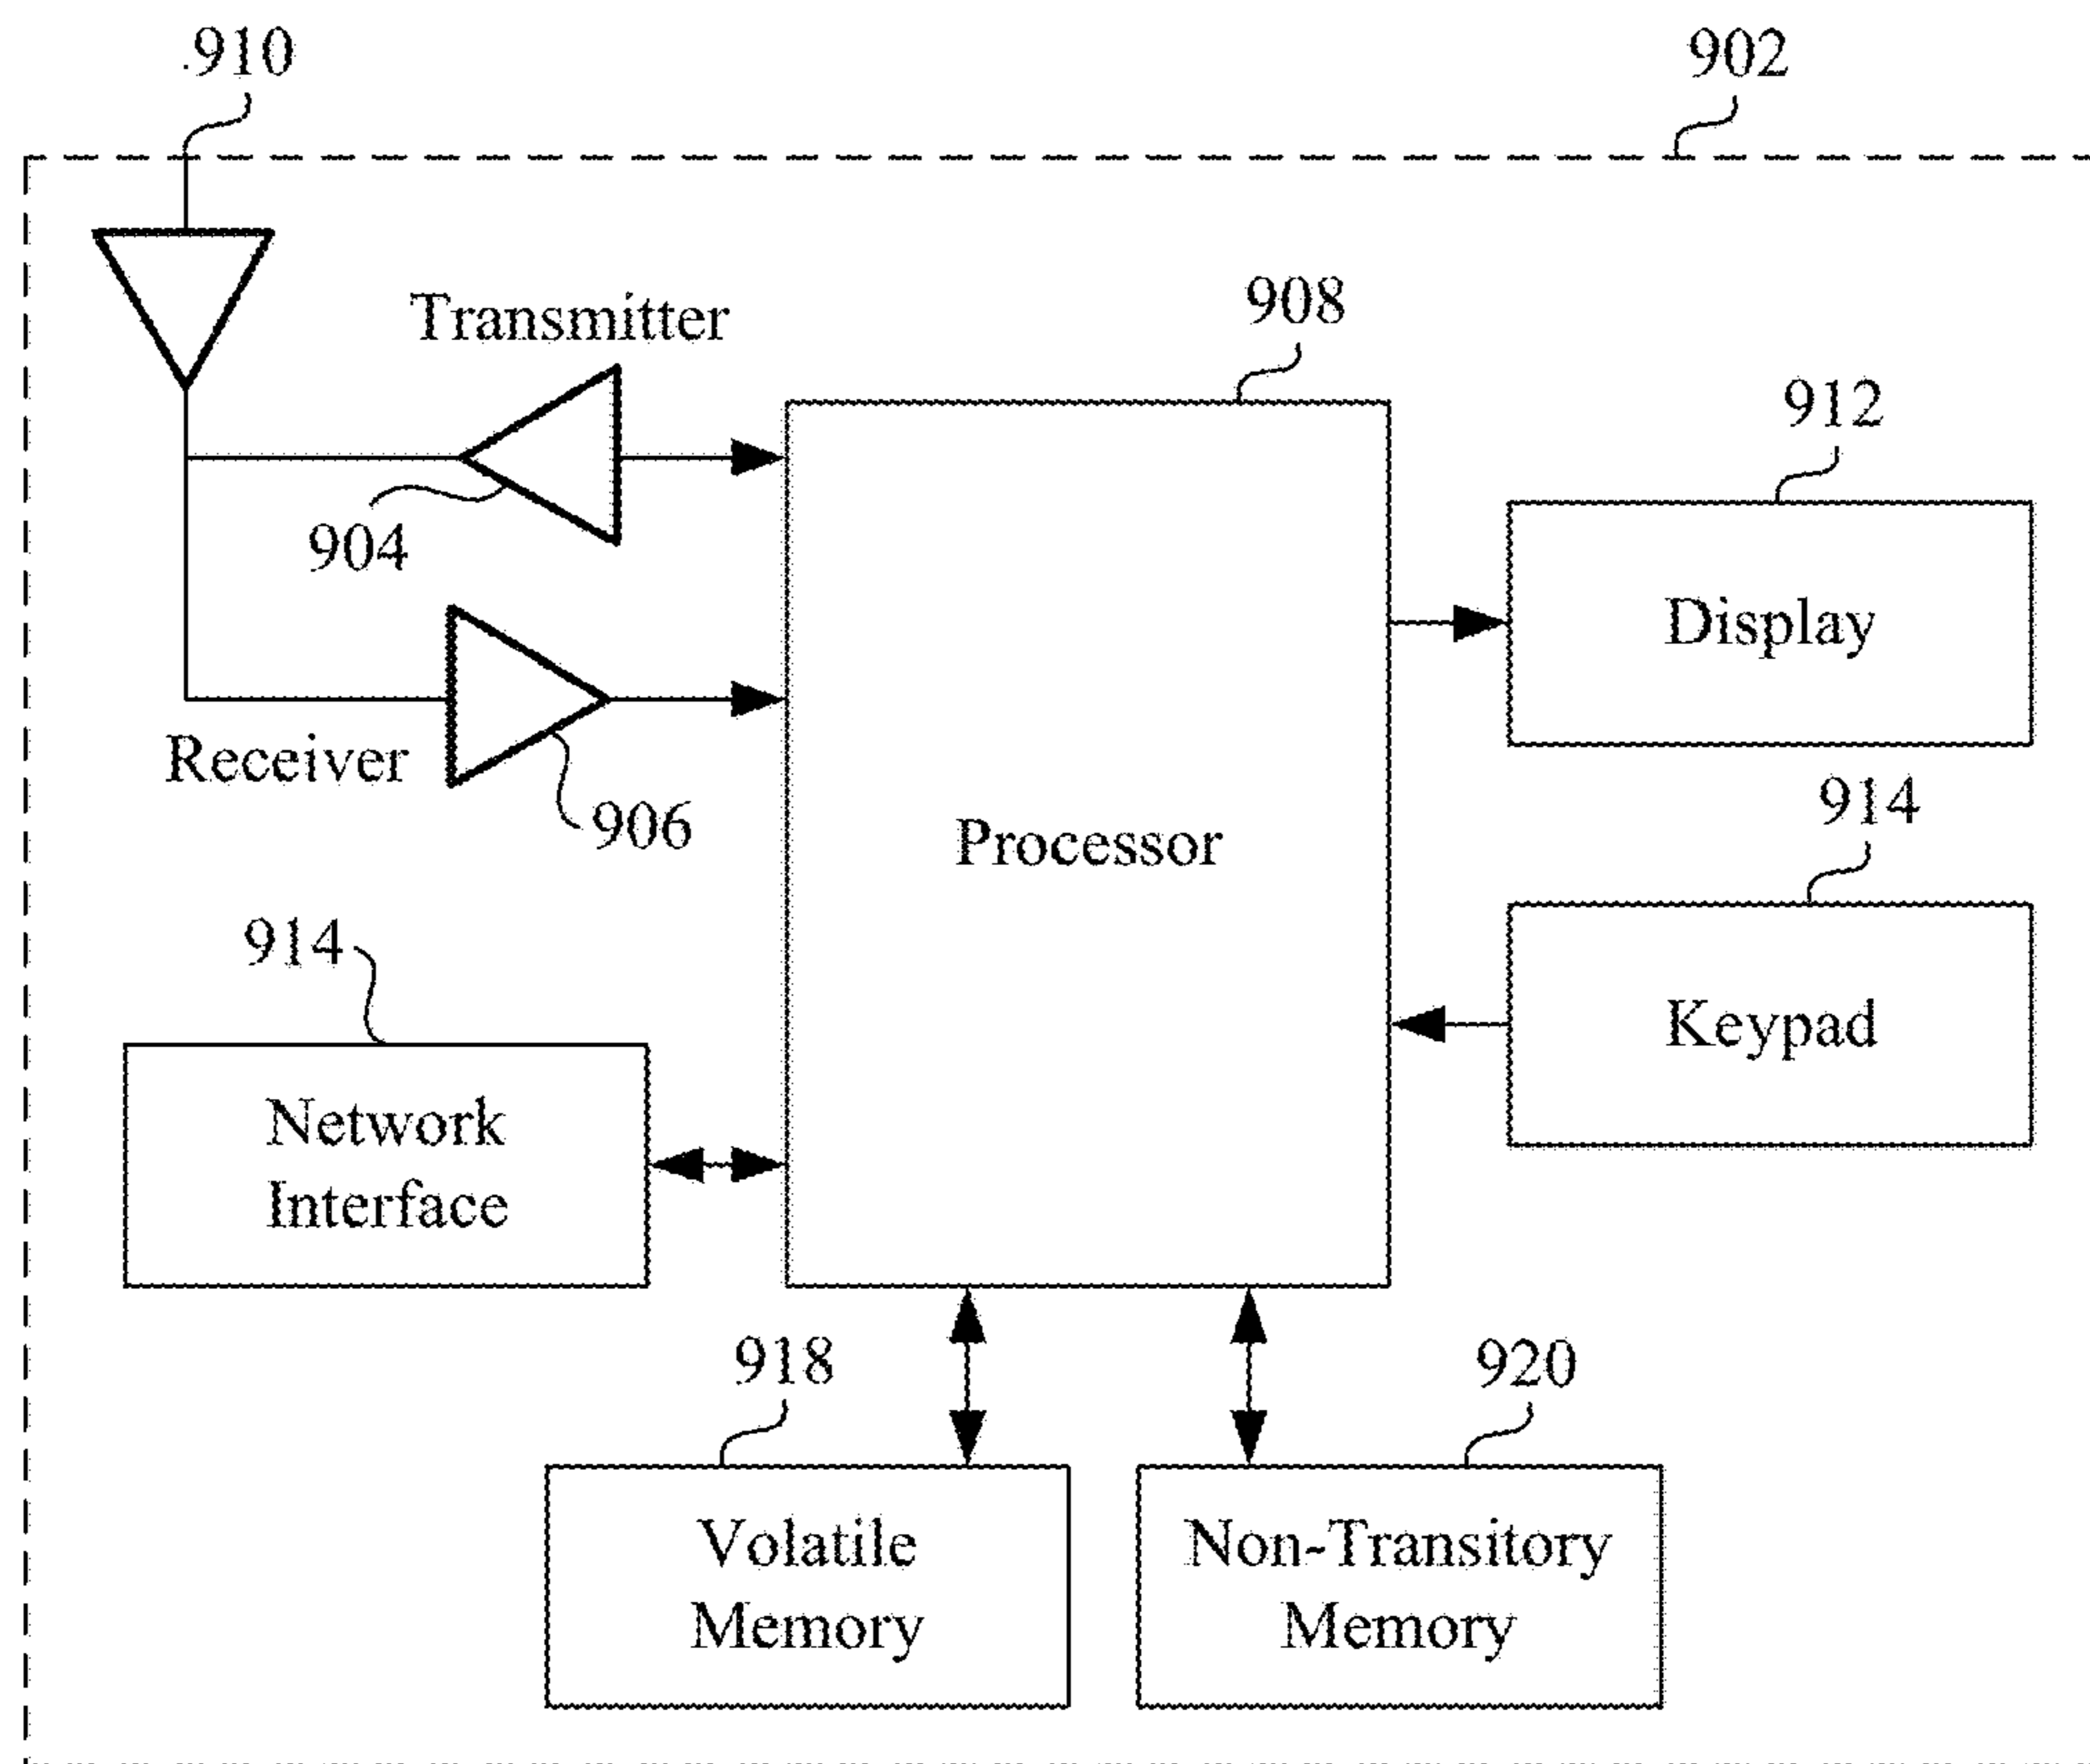 910
902
Transmitter
908
912
904
Display
Receiver
906
Processor
914
914
Keypad
Network
Interface
918
920
Volatile
Memory
Non-Transitory
Memory